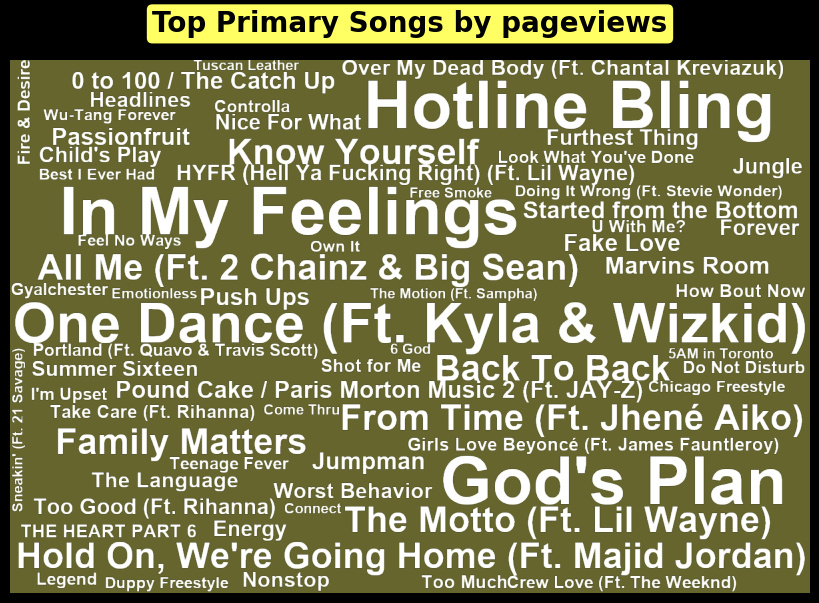 Top Primary Songs by pageviews
Fire & Desire
Tuscan Leather
Over My Dead Body (Ft. Chantal Kreviazuk)
0 to 100 / The Catch Up
Headlines
Controlla
Hotline Bling
Wu-Tang Forever
Nice For What
Passionfruit
Know Yourself
Furthest Thing
Child's Play
Look What You've Done
Jungle
Best I Ever Had
HYFR (Hell Ya Fucking Right) (Ft. Lil Wayne)
Free Smoke
Doing It Wrong (Ft. Stevie Wonder)
In My Feelings
Started from the Bottom
U With Me?
Forever
Feel No Ways
Own It
Fake Love
All Me (Ft. 2 Chainz & Big Sean)
Marvins Room
Gyalchester
Emotionless
Push Ups
The Motion (Ft. Sampha)
How Bout Now
One Dance (Ft. Kyla & Wizkid)
Portland (Ft. Quavo & Travis Scott)
6 God
5AM in Toronto
Summer Sixteen
Shot for Me
Back To Back
Do Not Disturb
I'm Upset
Pound Cake / Paris Morton Music 2 (Ft. JAY-Z)
Chicago Freestyle
Sneakin' (Ft. 21 Savage)
Take Care (Ft. Rihanna)
Come Thru
From Time (Ft. Jhené Aiko)
Family Matters
Girls Love Beyoncé (Ft. James Fauntleroy)
Teenage Fever
Jumpman
God's Plan
The Language
Worst Behavior
Too Good (Ft. Rihanna)
Connect
The Motto (Ft. Lil Wayne)
THE HEART PART 6
Energy
Hold On, We're Going Home (Ft. Majid Jordan)
Legend
Duppy Freestyle
Nonstop
Too Much
Crew Love (Ft. The Weeknd)